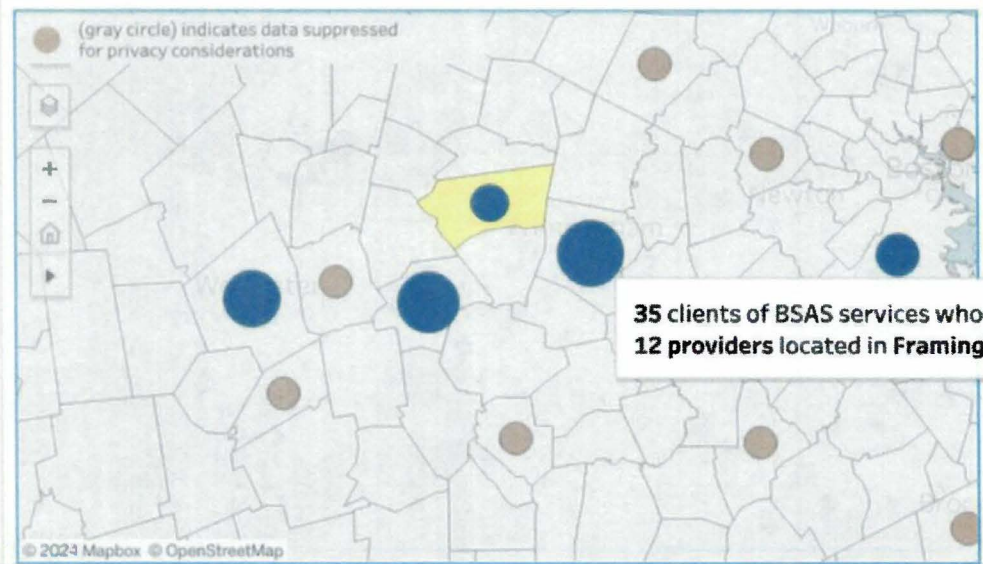 (gray circle) indicates data suppressed
for privacy considerations
+
−
35 clients of BSAS services who
12 providers located in Framing
© 2024 Mapbox © OpenStreetMap